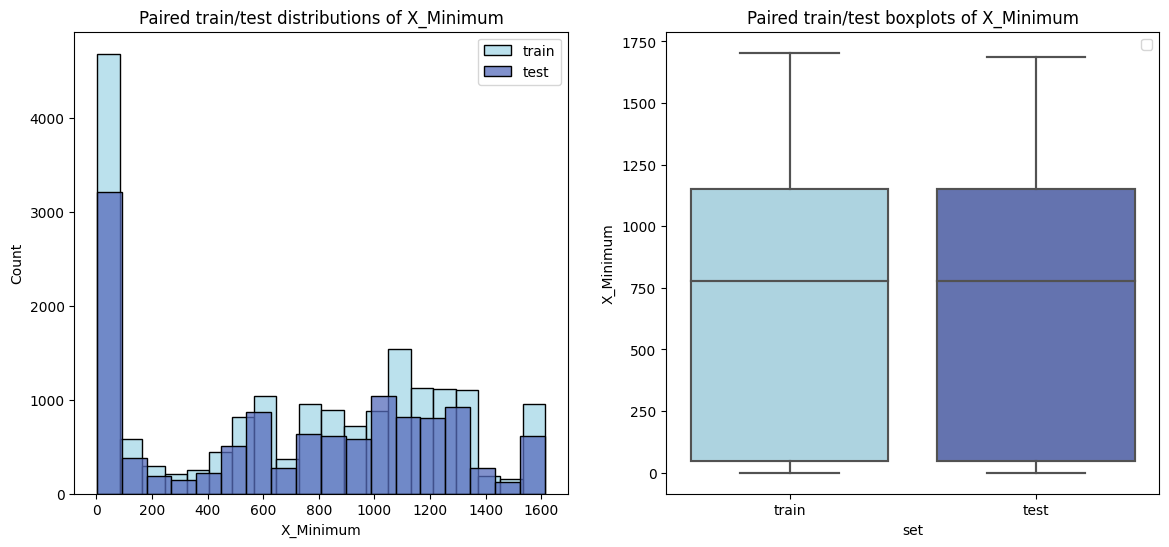 Paired train/test distributions of X_Minimum
train
test
4000
3000
2000
1000
0
Count
0 200 400 600 800 1000 1200 1400 1600
X_Minimum
Paired train/test boxplots of X_Minimum
1750
1500
1250
1000
750
500
250
0
X_Minimum
train test
set